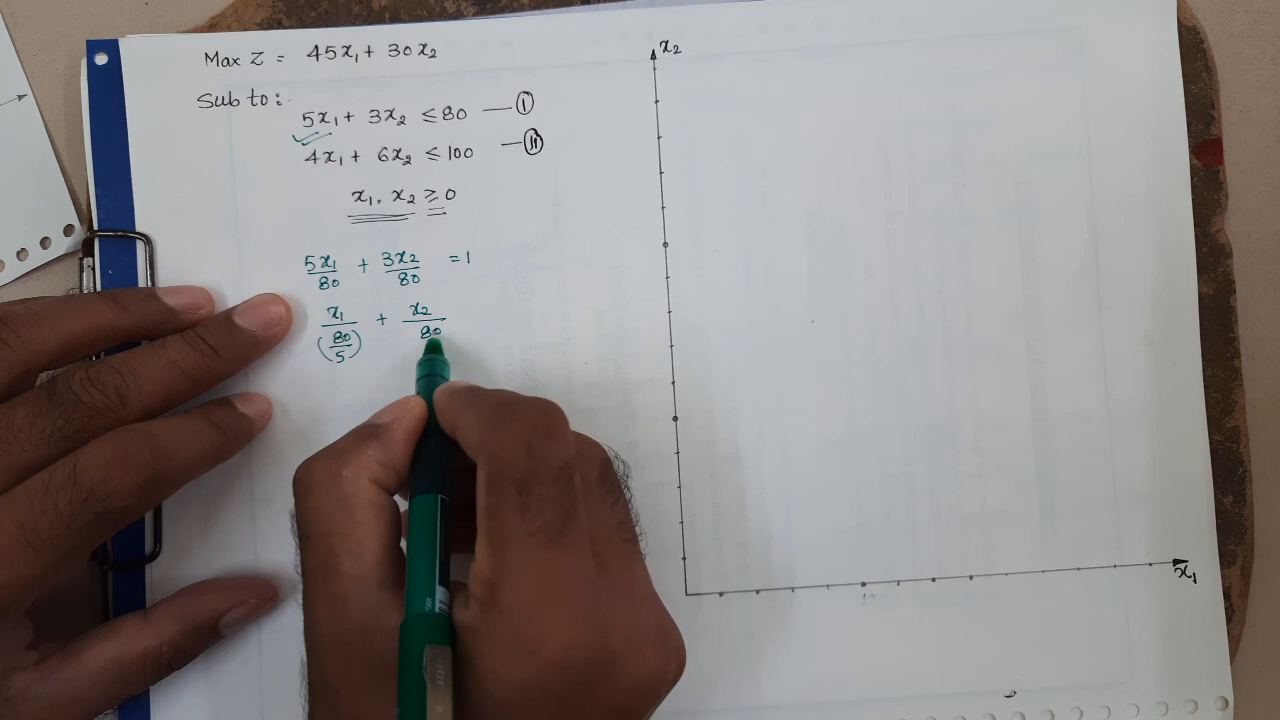 Max Z = 45x₁ + 30x₂
Sub to:
5x₁ + 3x₂ ≤ 80 — Ⓘ
4x₁ + 6x₂ ≤ 100 — Ⓘ︎Ⓘ
x₁, x₂ ≥ 0
5x₁/80 + 3x₂/80 = 1
x₁/(80/5) + x₂/80
x₂
x₁